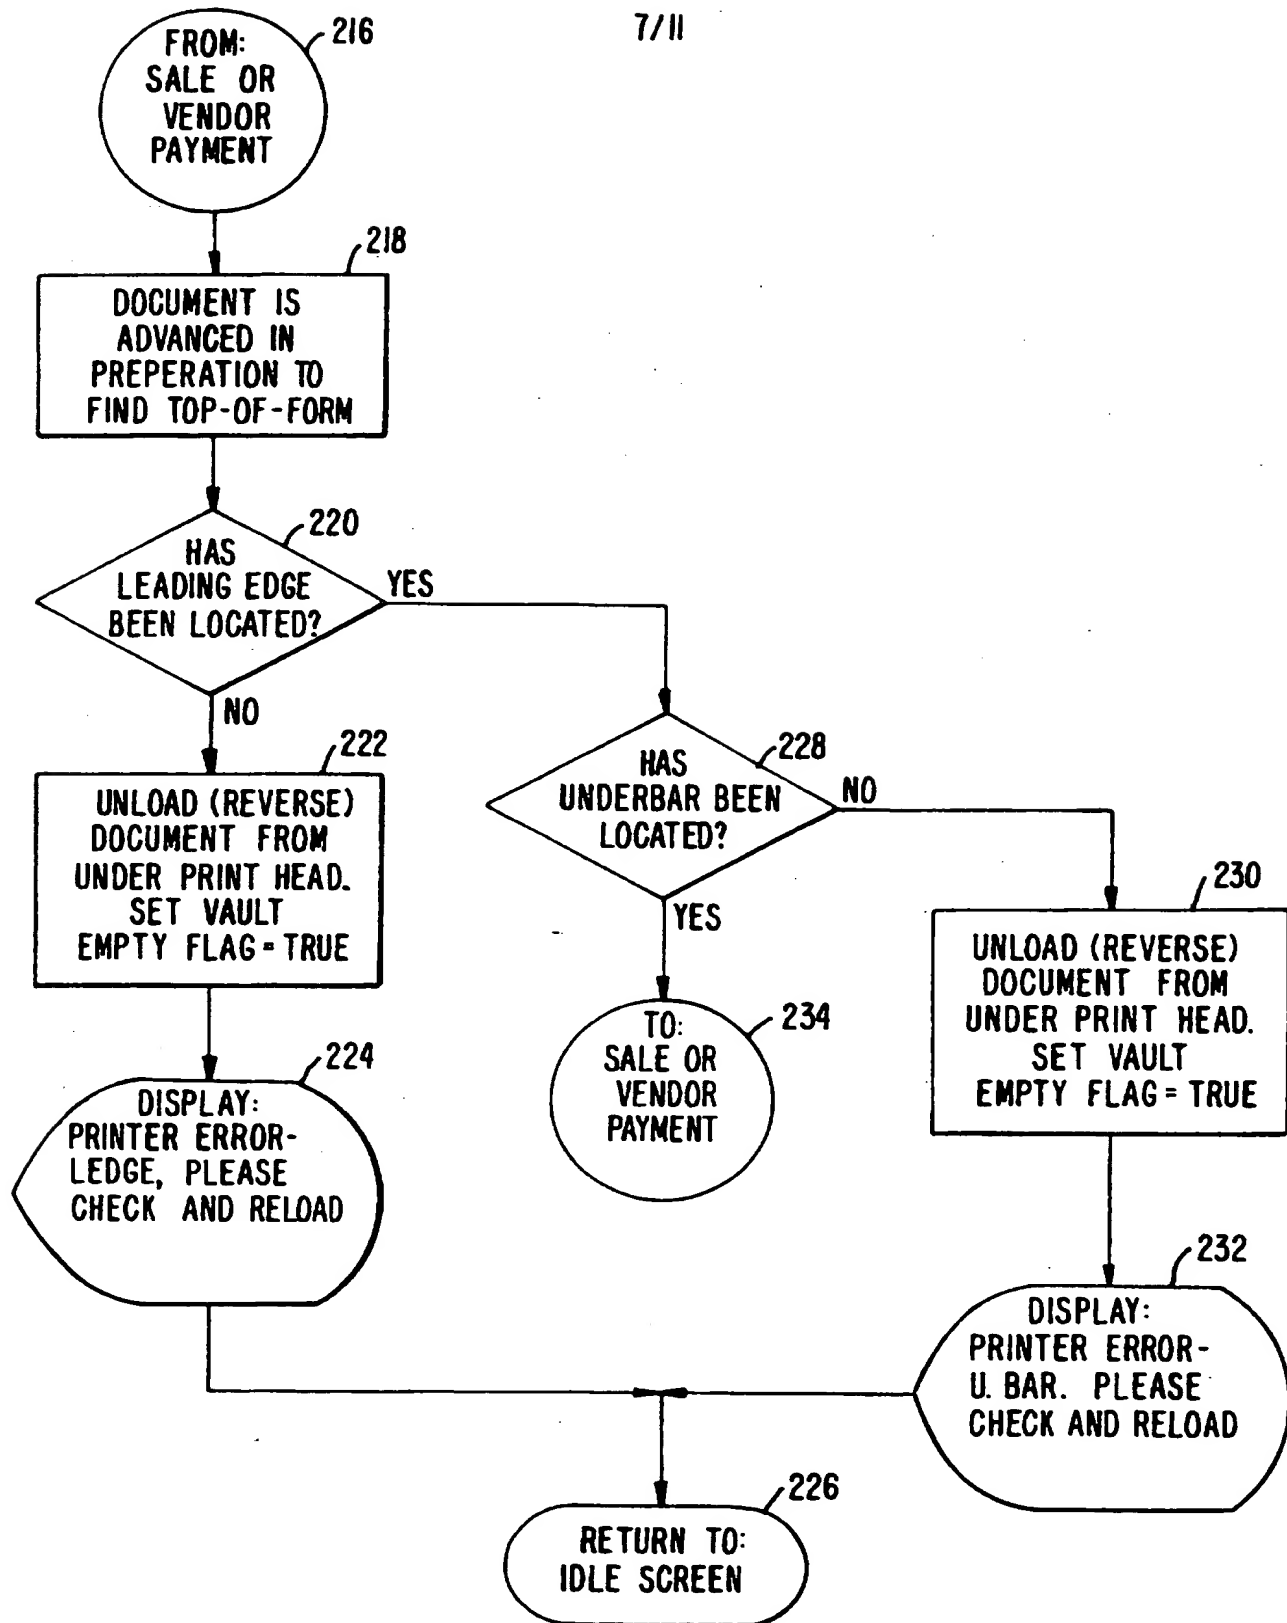 7/11
216
FROM:
SALE OR
VENDOR
PAYMENT
218
DOCUMENT IS
ADVANCED IN
PREPERATION TO
FIND TOP-OF-FORM
220
HAS
LEADING EDGE
BEEN LOCATED?
YES
NO
222
UNLOAD (REVERSE)
DOCUMENT FROM
UNDER PRINT HEAD.
SET VAULT
EMPTY FLAG = TRUE
224
DISPLAY:
PRINTER ERROR-
LEDGE, PLEASE
CHECK AND RELOAD
228
HAS
UNDERBAR BEEN
LOCATED?
NO
YES
234
TO:
SALE OR
VENDOR
PAYMENT
230
UNLOAD (REVERSE)
DOCUMENT FROM
UNDER PRINT HEAD.
SET VAULT
EMPTY FLAG = TRUE
232
DISPLAY:
PRINTER ERROR-
U. BAR. PLEASE
CHECK AND RELOAD
226
RETURN TO:
IDLE SCREEN